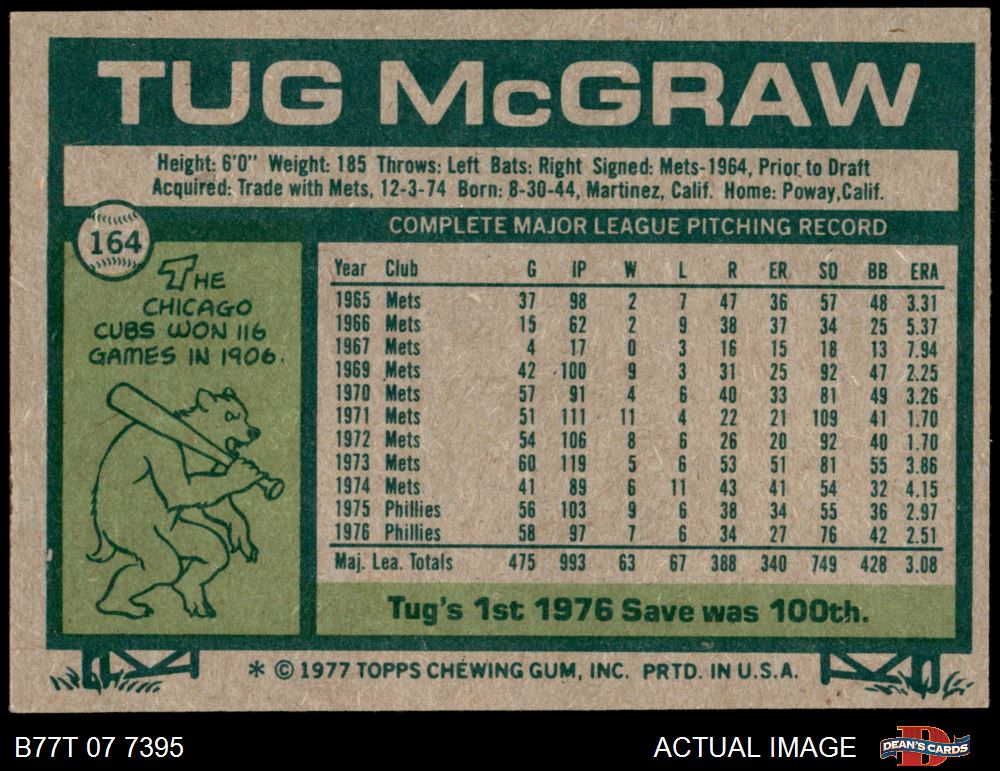 TUG McGRAW
Height: 6'0" Weight: 185 Throws: Left Bats: Right Signed: Mets-1964, Prior to Draft
Acquired: Trade with Mets, 12-3-74 Born: 8-30-44, Martinez, Calif. Home: Poway, Calif.
164
THE
CHICAGO
CUBS WON 116
GAMES IN 1906.
COMPLETE MAJOR LEAGUE PITCHING RECORD
Year Club G IP W L R ER SO BB ERA
1965 Mets 37 98 2 7 47 36 57 48 3.31
1966 Mets 15 62 2 9 38 37 34 25 5.37
1967 Mets 4 17 0 3 16 15 18 13 7.94
1969 Mets 42 100 9 3 31 25 92 47 2.25
1970 Mets 57 91 4 6 40 33 81 49 3.26
1971 Mets 51 111 11 4 22 21 109 41 1.70
1972 Mets 54 106 8 6 26 20 92 40 1.70
1973 Mets 60 119 5 6 53 51 81 55 3.86
1974 Mets 41 89 6 11 43 41 54 32 4.15
1975 Phillies 56 103 9 6 38 34 55 36 2.97
1976 Phillies 58 97 7 6 34 27 76 42 2.51
Maj. Lea. Totals 475 993 63 67 388 340 749 428 3.08
Tug's 1st 1976 Save was 100th.
* © 1977 TOPPS CHEWING GUM, INC. PRTD. IN U.S.A.
B77T 07 7395 ACTUAL IMAGE DEAN'S CARDS